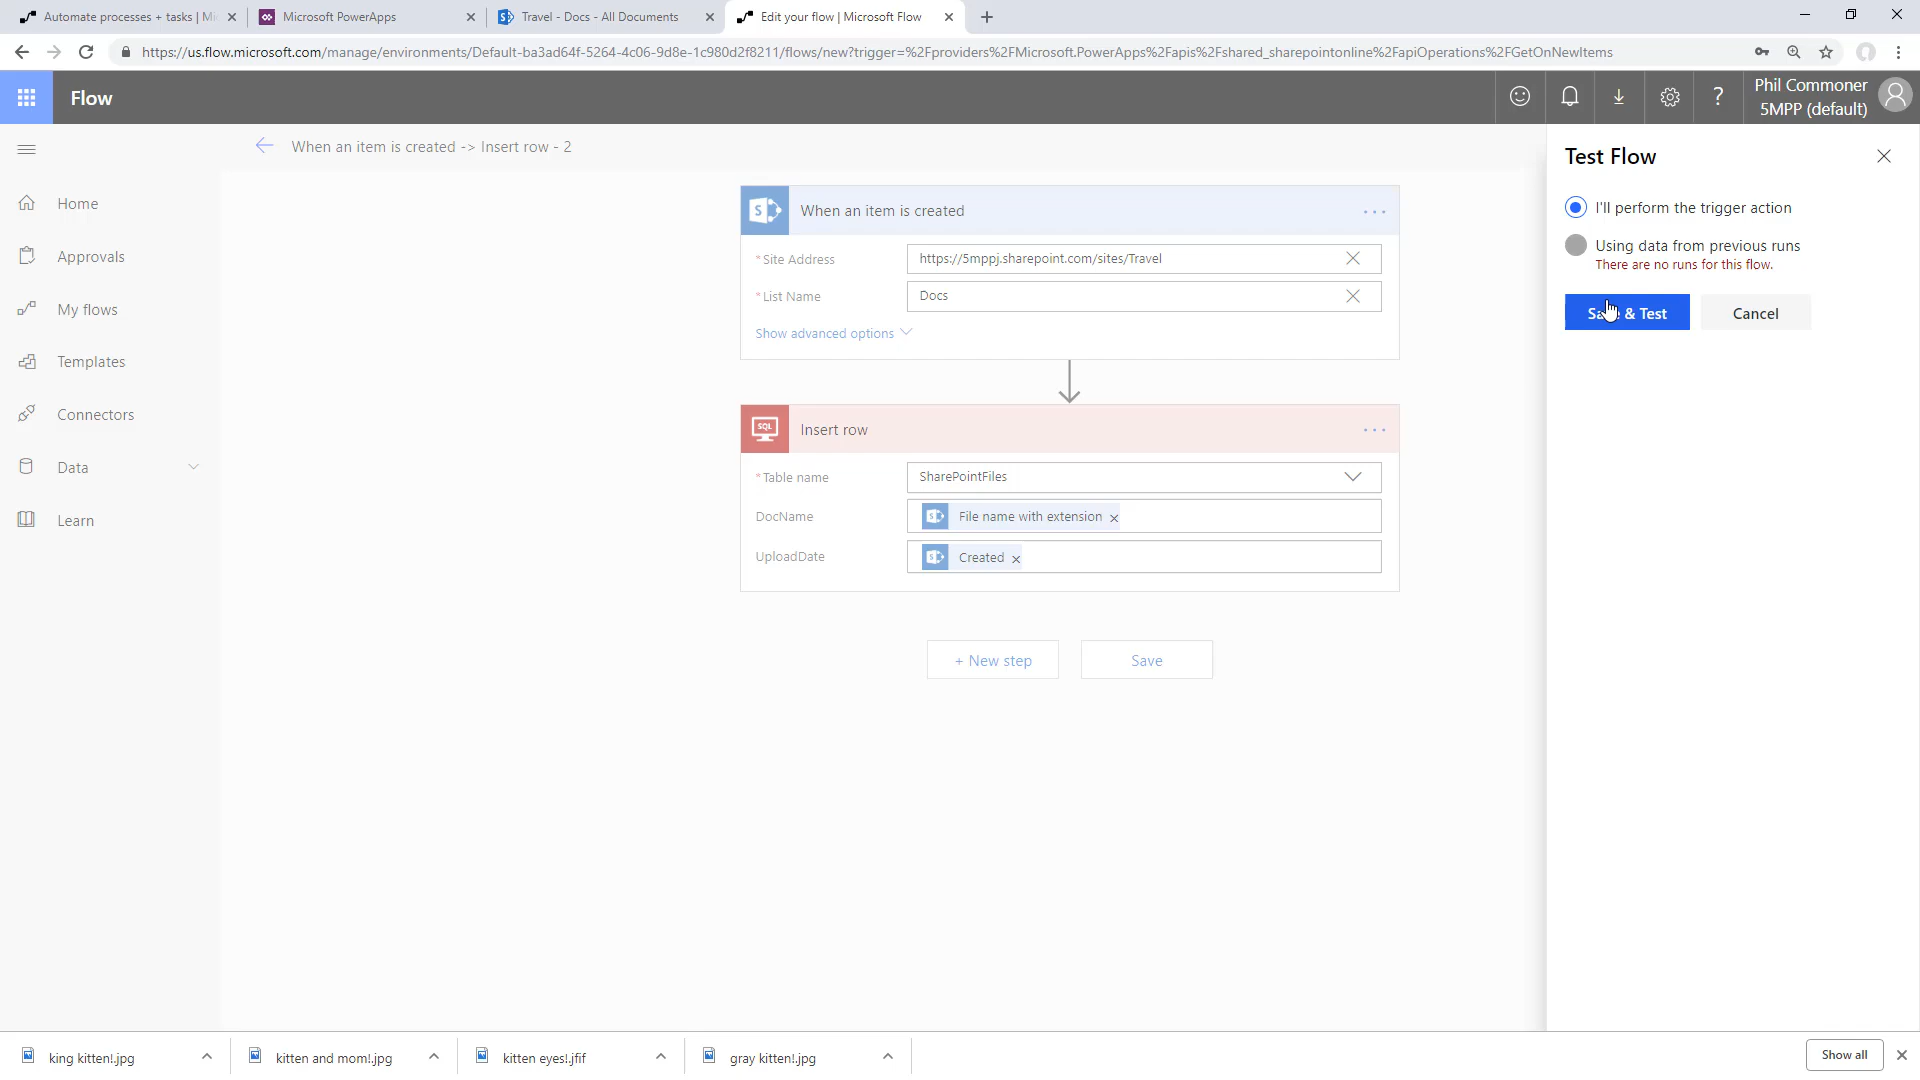 Automate processes + tasks | Mi
Microsoft PowerApps
Travel - Docs - All Documents
Edit your flow | Microsoft Flow
https://us.flow.microsoft.com/manage/environments/Default-ba3ad64f-5264-4c06-9d8e-1c980d2f8211/flows/new?trigger=%2Fproviders%2FMicrosoft.PowerApps%2Fapis%2Fshared_sharepointonline%2FapiOperations%2FGetOnNewItems
Flow
?
Phil Commoner
5MPP (default)
When an item is created -> Insert row - 2
Home
Approvals
My flows
Templates
Connectors
Data
Learn
When an item is created
* Site Address
https://5mppj.sharepoint.com/sites/Travel
* List Name
Docs
Show advanced options
SQL
Insert row
* Table name
SharePointFiles
DocName
File name with extension
UploadDate
Created
+ New step
Save
Test Flow
I'll perform the trigger action
Using data from previous runs
There are no runs for this flow.
& Test
Cancel
king kitten!.jpg
kitten and mom!.jpg
kitten eyes!.jfif
gray kitten!.jpg
Show all